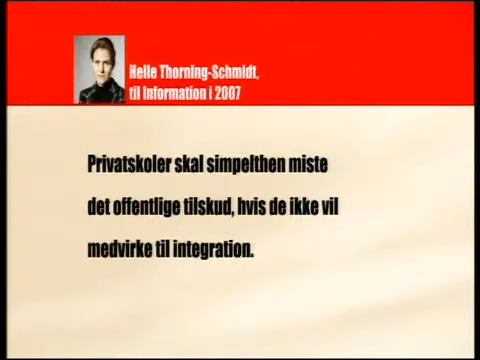 Helle Thorning-Schmidt,
til Information i 2007
Privatskoler skal simpelthen miste
det offentlige tilskud, hvis de ikke vil
medvirke til integration.